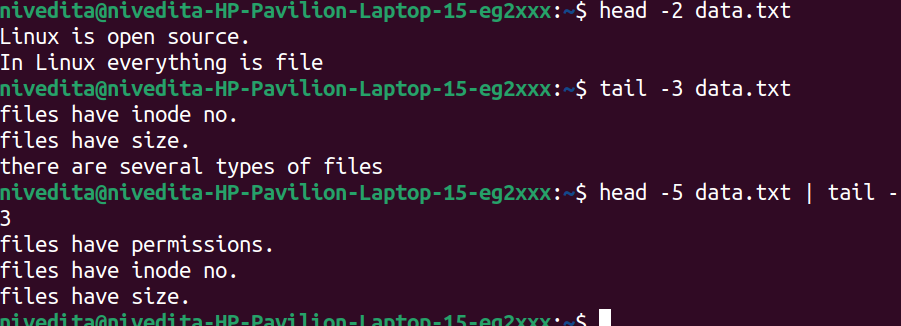 nivedita@nivedita-HP-Pavilion-Laptop-15-eg2xxx:~$ head -2 data.txt
Linux is open source.
In Linux everything is file
nivedita@nivedita-HP-Pavilion-Laptop-15-eg2xxx:~$ tail -3 data.txt
files have inode no.
files have size.
there are several types of files
nivedita@nivedita-HP-Pavilion-Laptop-15-eg2xxx:~$ head -5 data.txt | tail -
3
files have permissions.
files have inode no.
files have size.
nivedita@nivedita-HP-Pavilion-Laptop-15-eg2xxx:~$